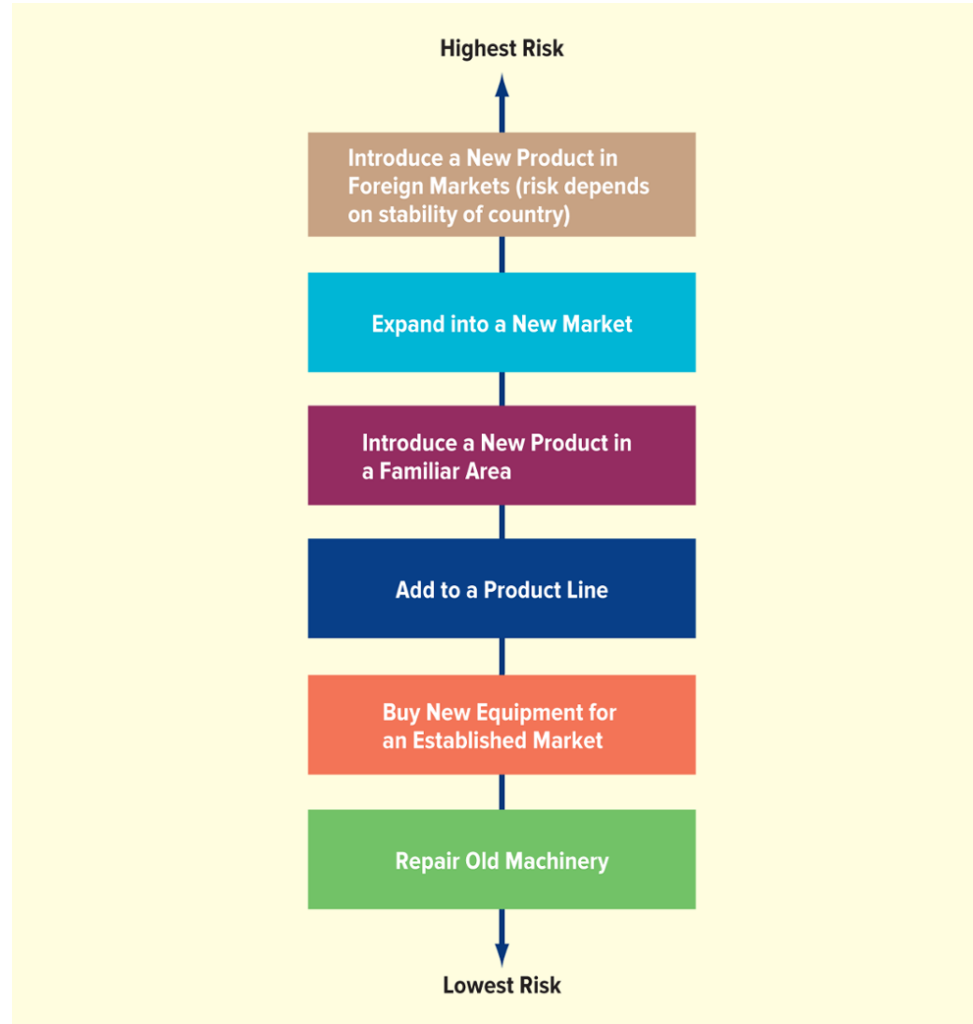 Highest Risk
Introduce a New Product in
Foreign Markets (risk depends
on stability of country)
Expand into a New Market
Introduce a New Product in
a Familiar Area
Add to a Product Line
Buy New Equipment for
an Established Market
Repair Old Machinery
Lowest Risk